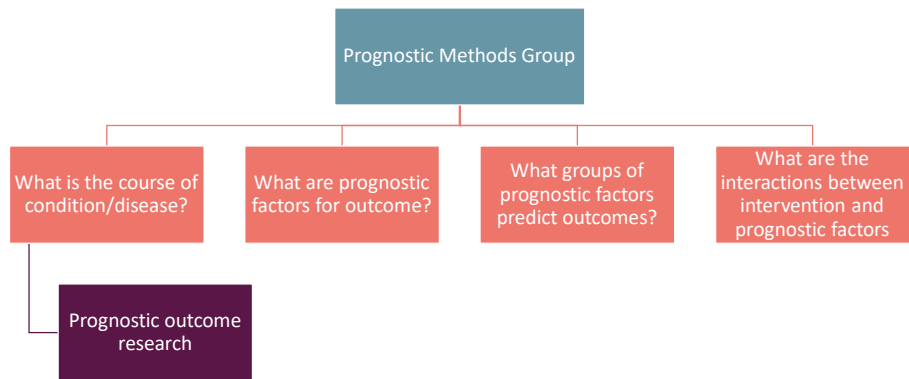 Prognostic Methods Group
What is the course of
condition/disease?
What are prognostic
factors for outcome?
What groups of
prognostic factors
predict outcomes?
What are the
interactions between
intervention and
prognostic factors
Prognostic outcome
research